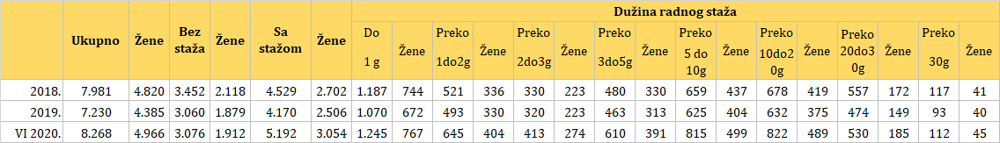 Dužina radnog staža
Ukupno Žene Bez staža Žene Sa stažom Žene Do 1 g Žene Preko 1do2g Žene Preko 2do3g Žene Preko 3do5g Žene Preko 5 do 10g Žene Preko 10do20g Žene Preko 20do30g Žene Preko 30g Žene
2018. 7.981 4.820 3.452 2.118 4.529 2.702 1.187 744 521 336 330 223 480 330 659 437 678 419 557 172 117 41
2019. 7.230 4.385 3.060 1.879 4.170 2.506 1.070 672 493 330 320 223 463 313 625 404 632 375 474 149 93 40
VI 2020. 8.268 4.966 3.076 1.912 5.192 3.054 1.245 767 645 404 413 274 610 391 815 499 822 489 530 185 112 45